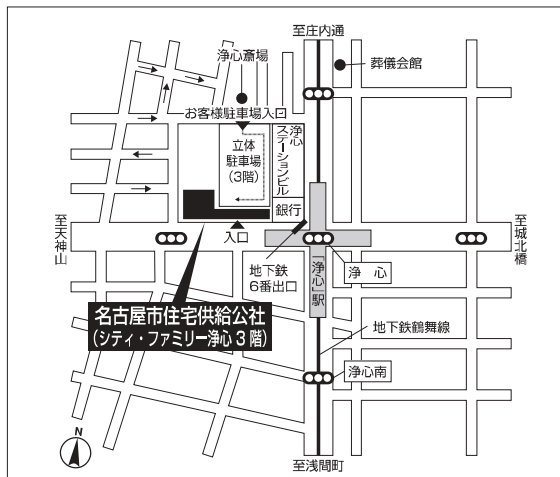 至庄内通
浄心斎場
葬儀会館
お客様駐車場入口
立体
駐車場
(3階)
浄心
ステーションビル
銀行
至天神山
至城北橋
入口
地下鉄
6番出口
「浄心」駅
浄心
名古屋市住宅供給公社
(シティ・ファミリー浄心3階)
地下鉄鶴舞線
浄心南
N
至浅間町